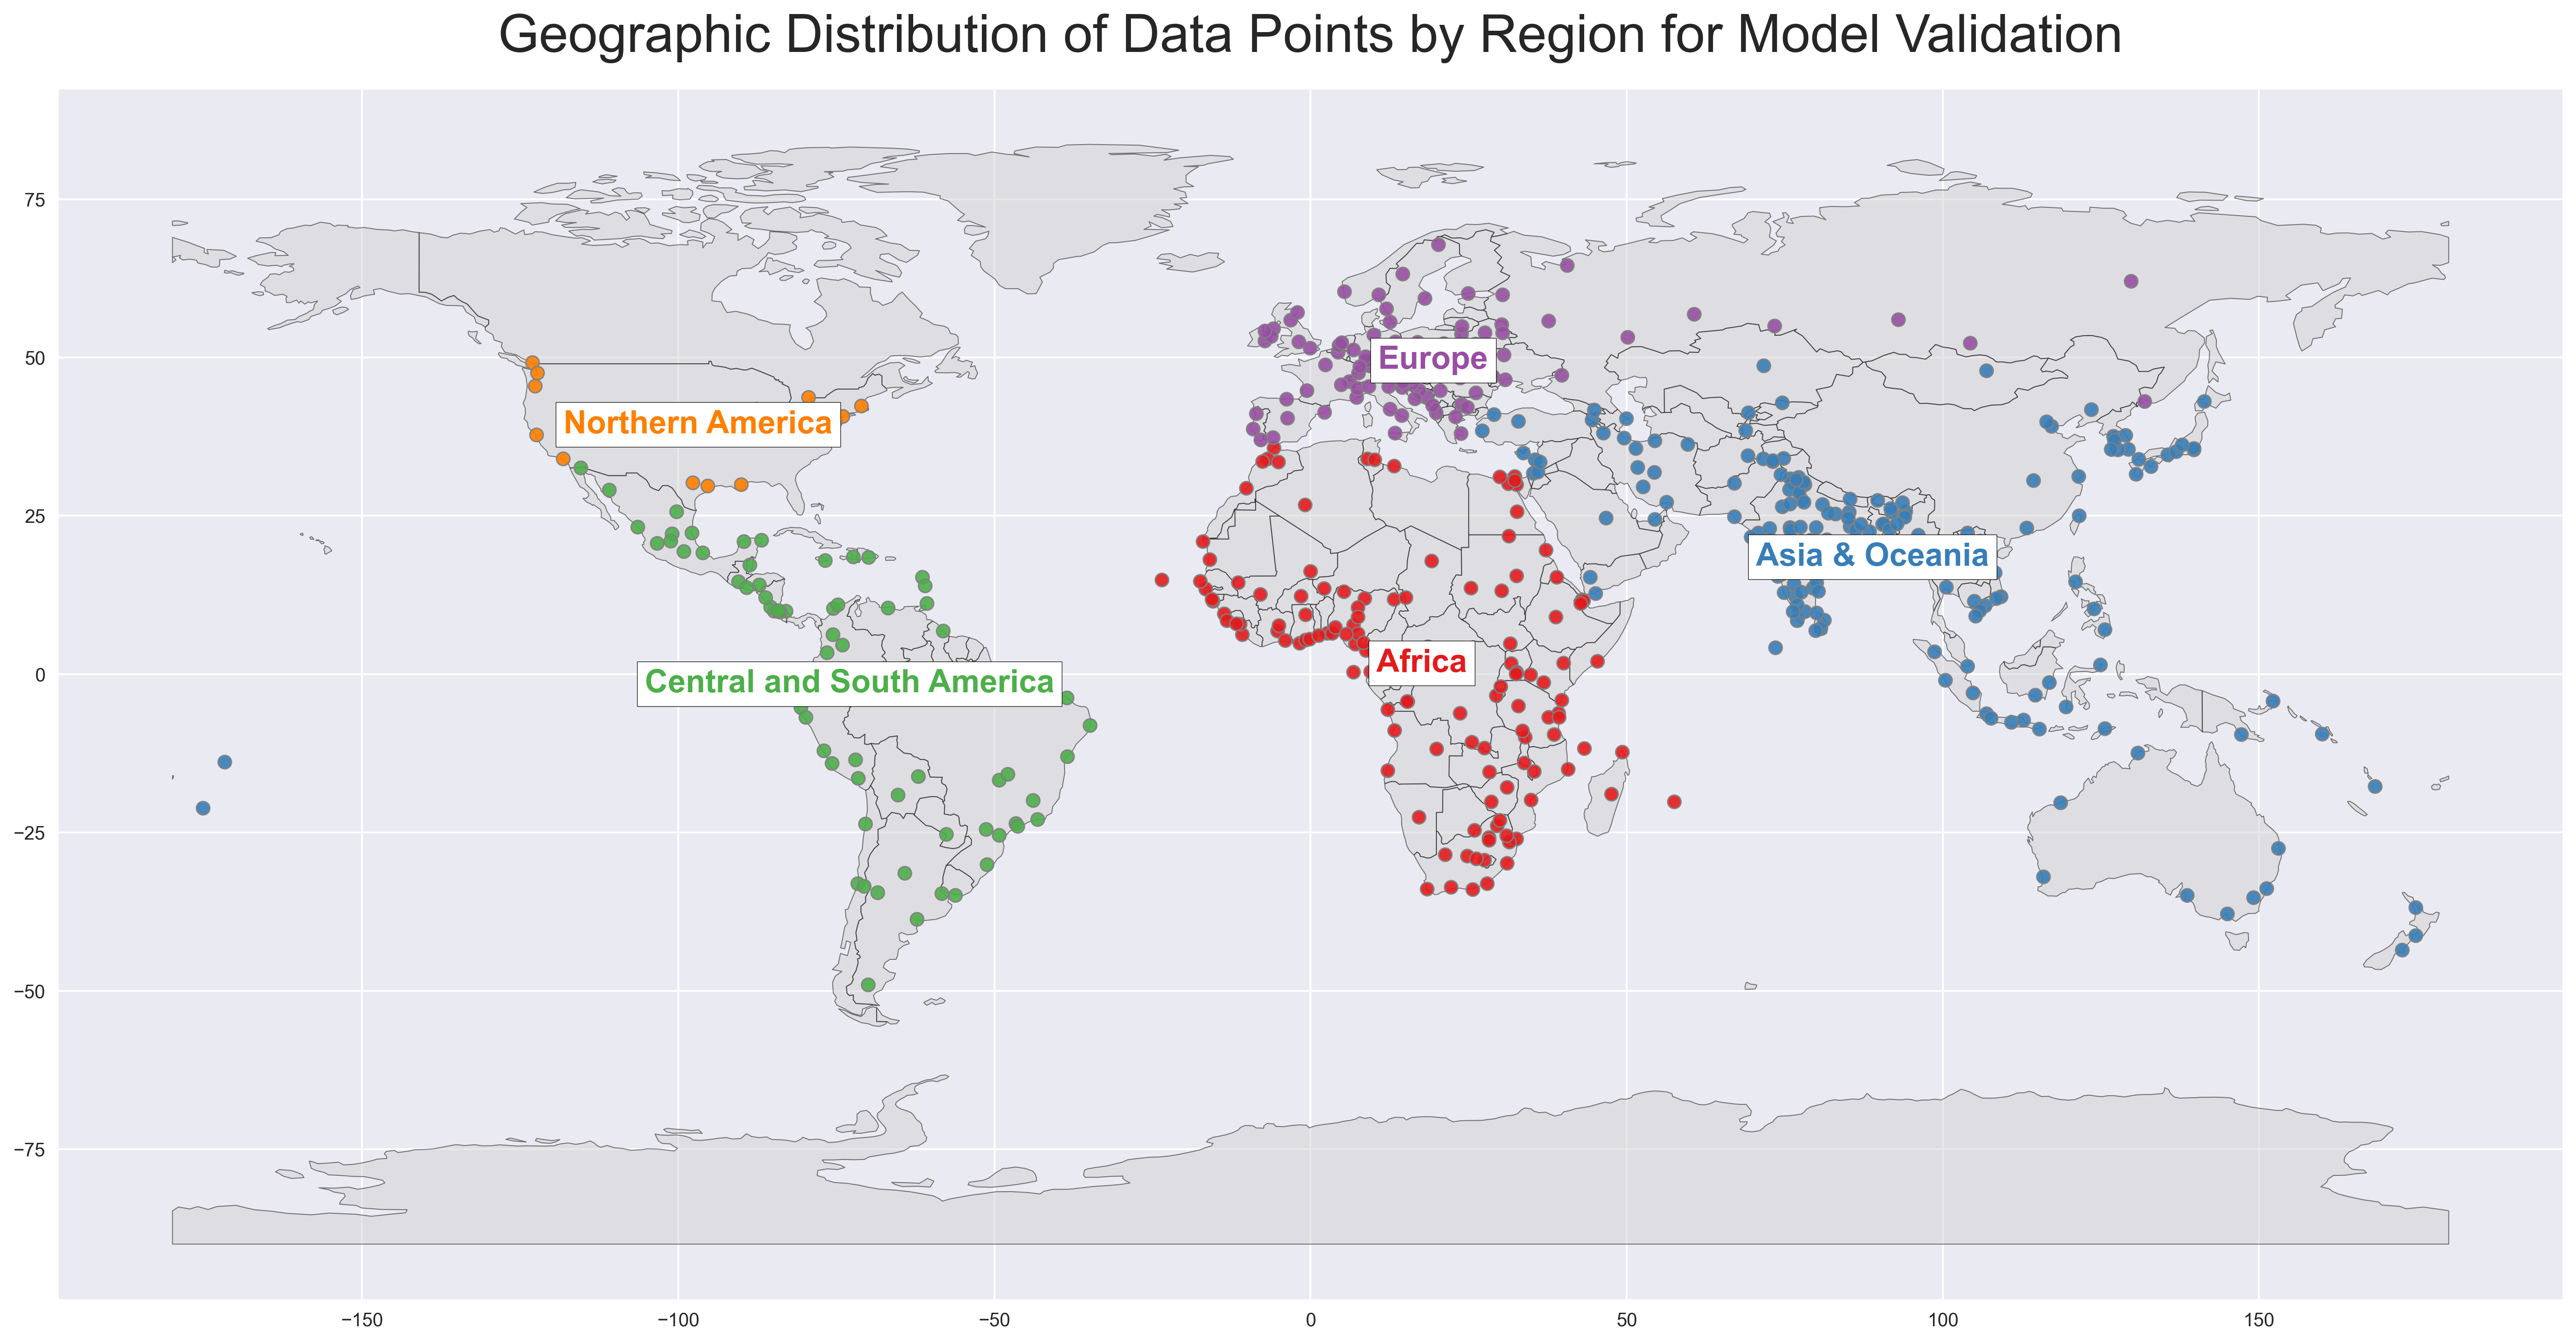 Geographic Distribution of Data Points by Region for Model Validation
75
50
Europe
Northern America
25
Asia & Oceania
Africa
0
Central and South America
−25
−50
−75
−150
−100
−50
0
50
100
150